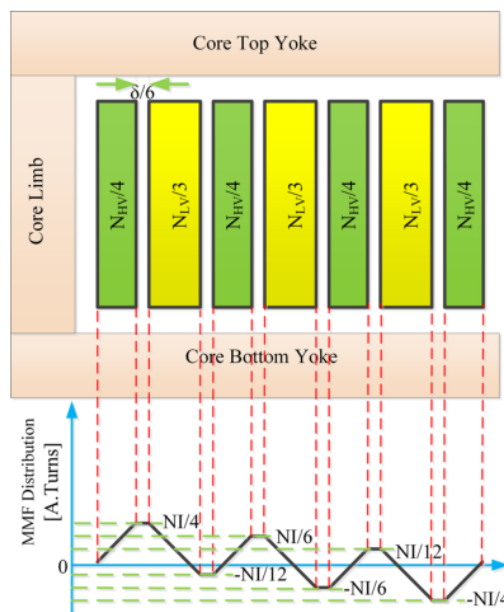 Core Top Yoke
δ/6
Core Limb
N_HV/4
N_LV/3
N_HV/4
N_LV/3
N_HV/4
N_LV/3
N_HV/4
Core Bottom Yoke
MMF Distribution
[A.Turns]
NI/4
NI/6
NI/12
0
-NI/12
-NI/6
-NI/4